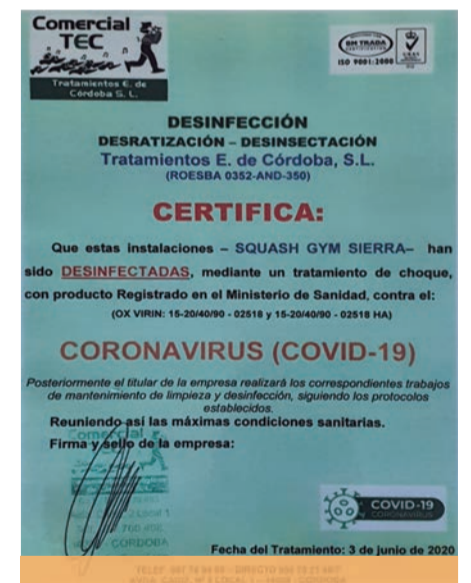 Comercial
TEC
Tratamientos E. de
Córdoba S. L.
BM TRADA
ISO 9001:2000
DESINFECCIÓN
DESRATIZACIÓN – DESINSECTACIÓN
Tratamientos E. de Córdoba, S.L.
(ROESBA 0352-AND-350)
CERTIFICA:
Que estas instalaciones – SQUASH GYM SIERRA– han
sido DESINFECTADAS, mediante un tratamiento de choque,
con producto Registrado en el Ministerio de Sanidad, contra el:
(OX VIRIN: 15-20/40/90 - 02518 y 15-20/40/90 - 02518 HA)
CORONAVIRUS (COVID-19)
Posteriormente el titular de la empresa realizará los correspondientes trabajos
de mantenimiento de limpieza y desinfección, siguiendo los protocolos
establecidos.
Reuniendo así las máximas condiciones sanitarias.
Firma y sello de la empresa:
Comercial
CORDOBA
COVID-19
CORONAVIRUS
Fecha del Tratamiento: 3 de junio de 2020